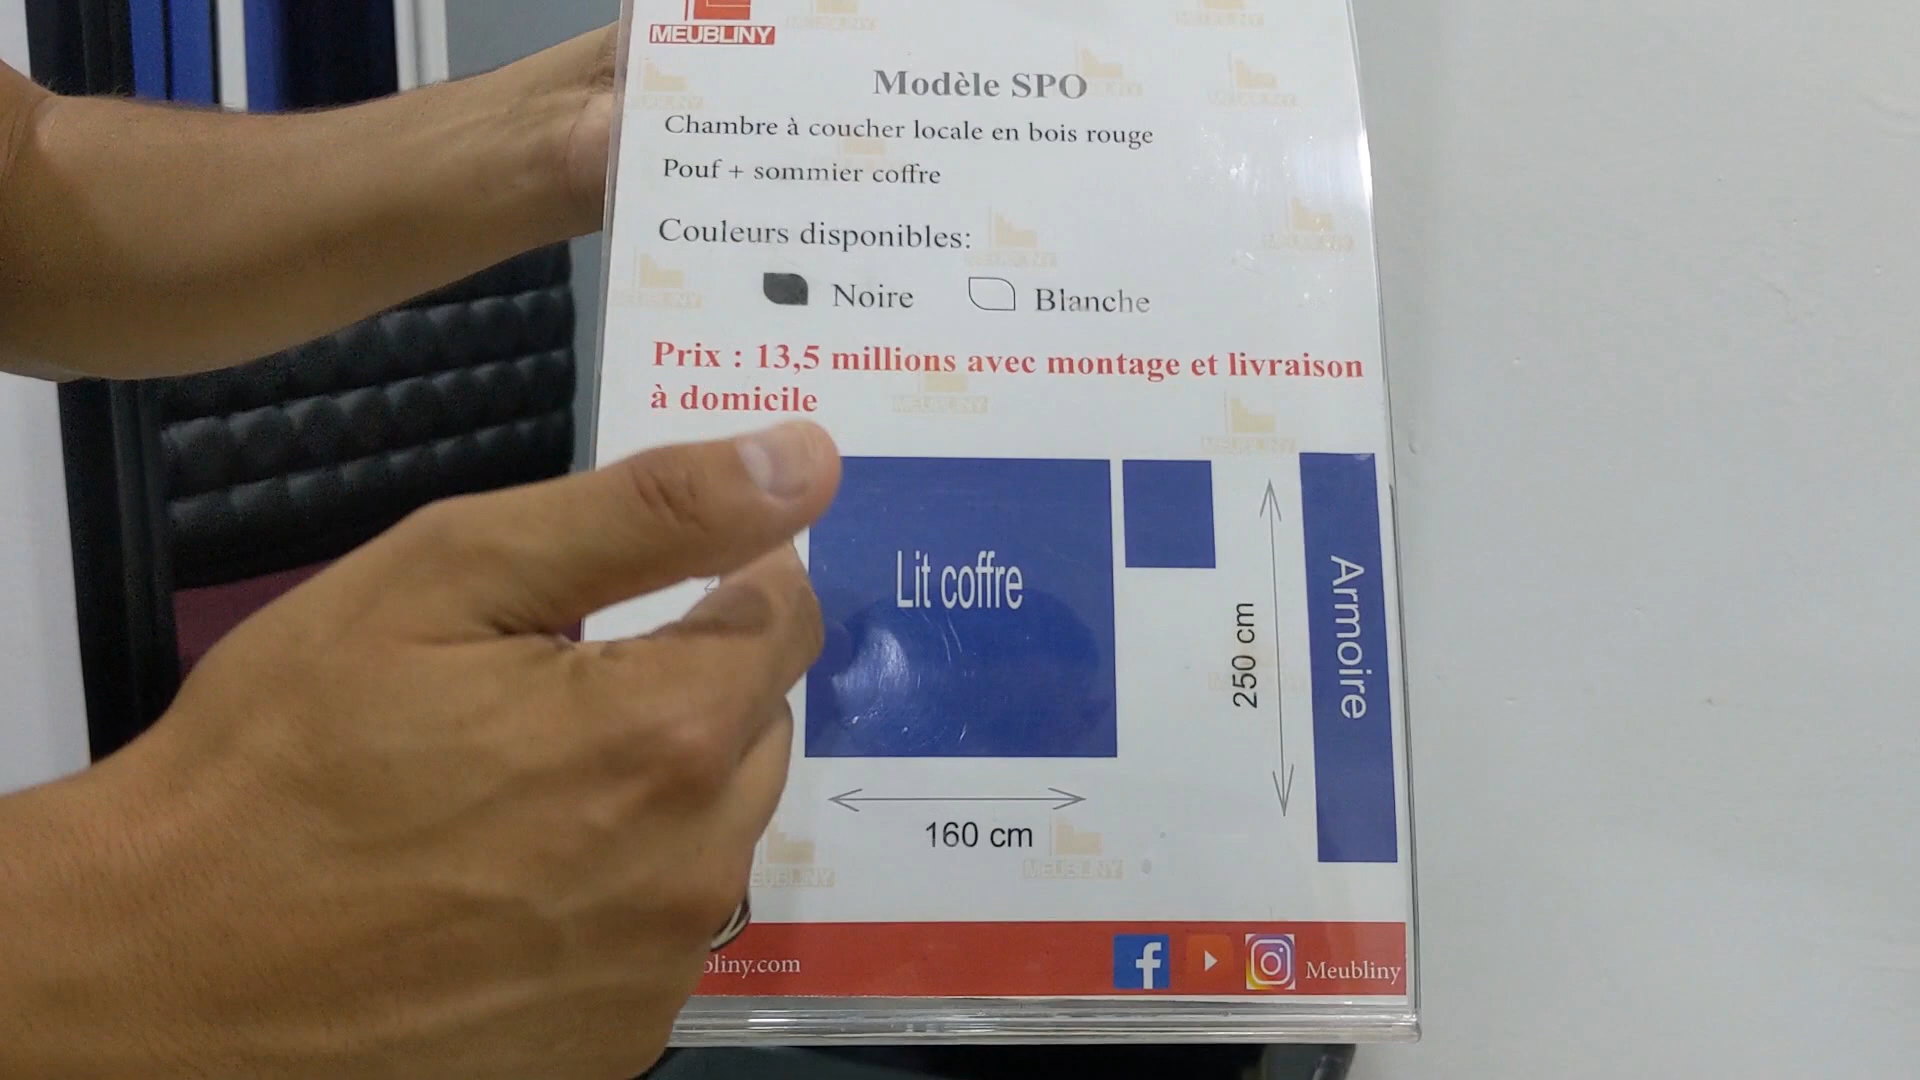 MEUBLINY
Modèle SPO
Chambre à coucher locale en bois rouge
Pouf + sommier coffre
Couleurs disponibles:
Noire Blanche
Prix : 13,5 millions avec montage et livraison
à domicile
Lit coffre
250 cm
Armoire
160 cm
bliny.com
Meubliny